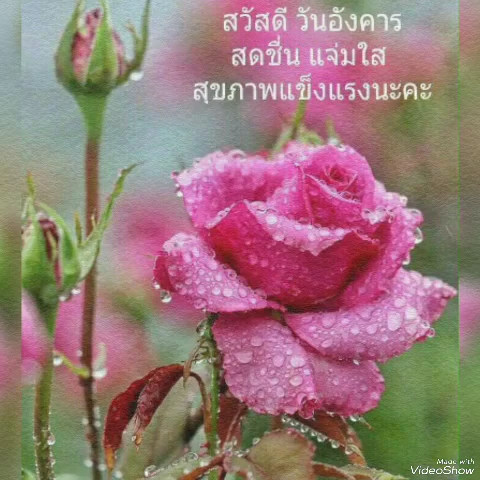 สวัสดี วันอังคาร
สดชื่น แจ่มใส
สุขภาพแข็งแรงนะคะ
Made with
VideoShow